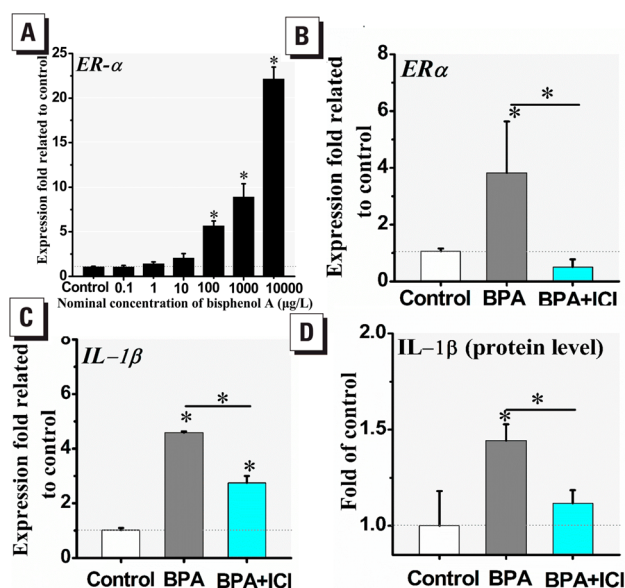 A
ER-α
*
*
*
Expression fold related to control
25
20
15
10
5
0
Control 0.1 1 10 100 1000 10000
Nominal concentration of bisphenol A (µg/L)
B
ERα
*
*
Expression fold related
to control
8
6
4
2
0
Control BPA BPA+ICI
C
IL−1β
*
*
*
Expression fold related
to control
6
4
2
0
Control BPA BPA+ICI
D
IL−1β (protein level)
*
*
Fold of control
2.0
1.5
1.0
Control BPA BPA+ICI